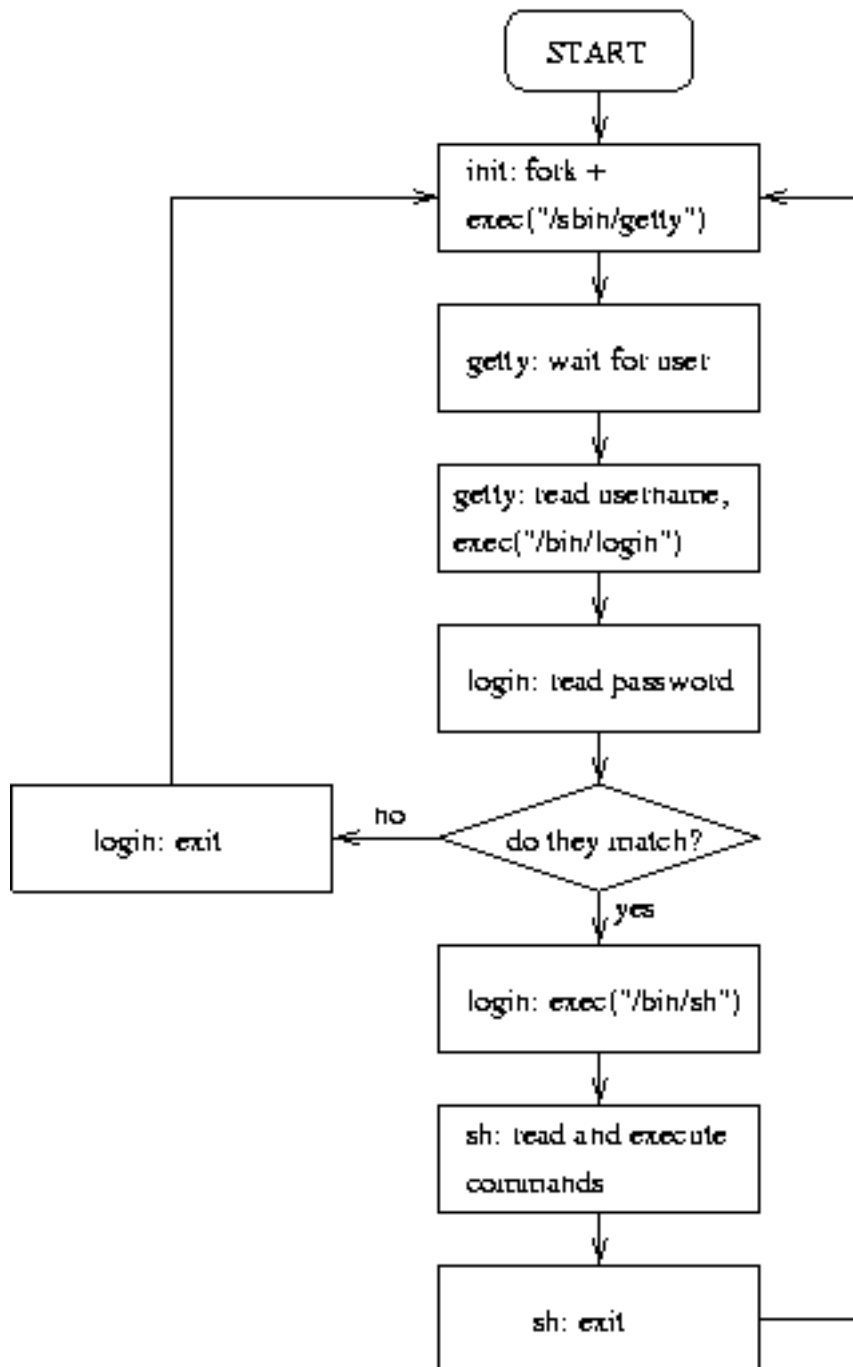 START
init: fork +
exec("/sbin/getty")
getty: wait for user
getty: read username,
exec("/bin/login")
login: read password
do they match?
no
login: exit
yes
login: exec("/bin/sh")
sh: read and execute
commands
sh: exit